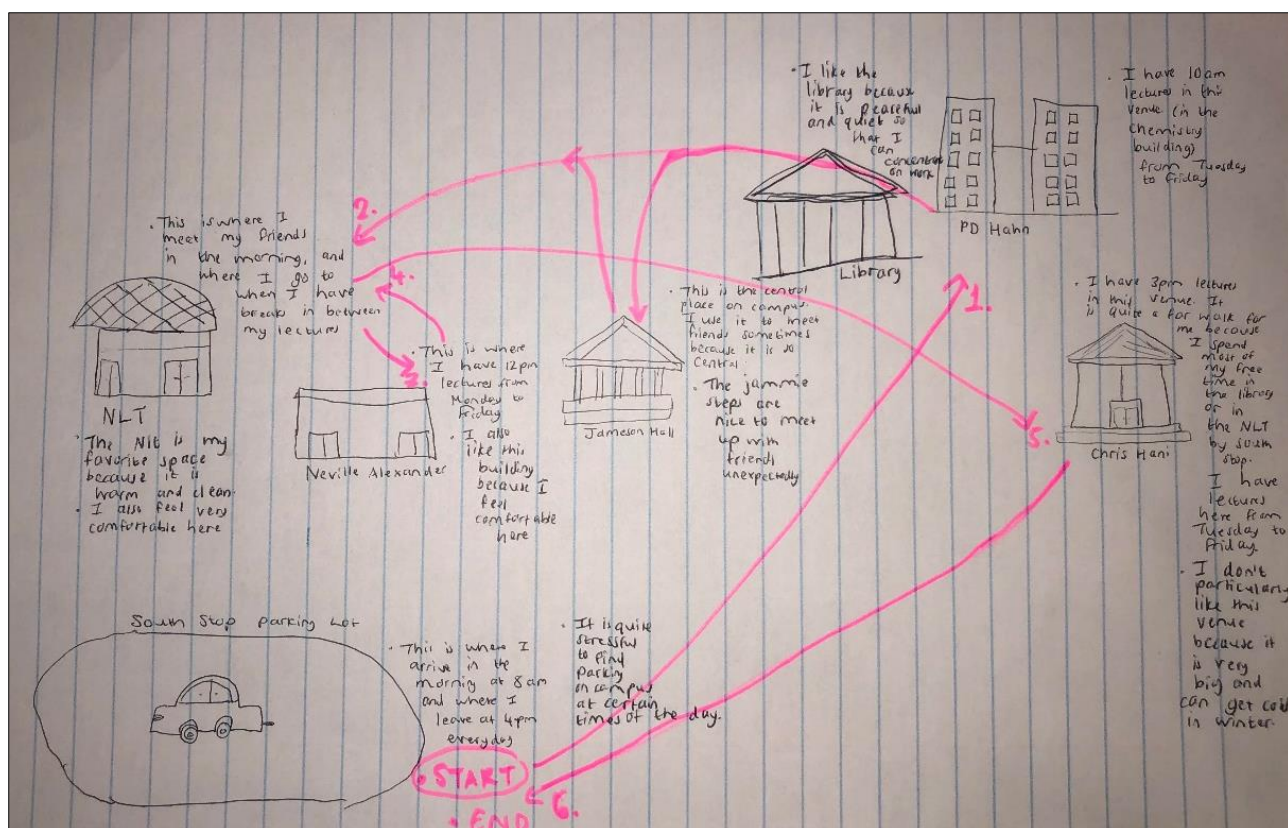 · I like the
library becaux
it is peaceful
and quiet so
that I
can
concentrate
on work
· I have 10am
lectures in this
venue (in the
chemistry
building)
from Tuesday
to friday
PD Hahn
Library
1.
2.
· This is where I
meet my friends
in the morning, and
where I go to
when I have
breaks in between
my lectures
4.
NLT
· The Nlt is my
favorite space
because it is
warm and clean.
· I also feel very
comfortable here
3.
· This is where
I have 12pm
lectures from
Monday to
Friday
· I also
like this
building
because I
feel
comfortable
here
Neville Alexander
· This is the central
place on campus.
I use it to meet
friends sometimes
because it is so
central.
· The jammie
steps are
nice to meet
up with
friends
unexpectedly
Jameson Hall
· I have 3pm lectures
in this venue. It
is quite a far walk for
me because
I spend
most of
my free
time in
the library
or in
the NLT
by south
stop.
5.
Chris Hani
· I have
lectures
here from
Tuesday to
Friday.
· I don't
particularly
like this
venue
because it
is very
big and
can get cold
in winter.
South Stop Parking Lot
· This is where I
arrive in the
morning at 8am
and where I
leave at 4pm
everyday
· It is quite
stressful
to find
parking
on campus
at certain
times of the day.
· START
6.
· END